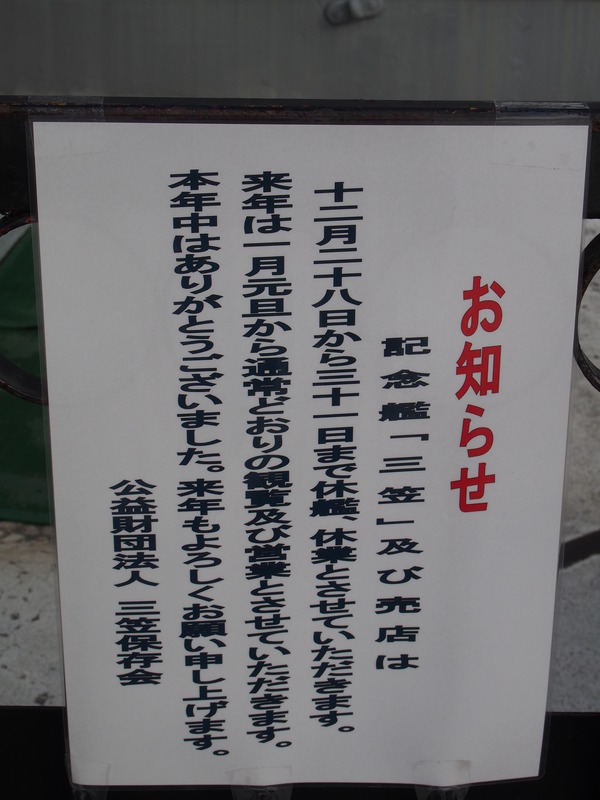 お知らせ
記念艦「三笠」及び売店は
十二月二十八日から三十一日まで休艦、休業とさせていただきます。
来年は一月元旦から通常どおりの観覧及び営業とさせていただきます。
本年中はありがとうございました。来年もよろしくお願い申し上げます。
公益財団法人 三笠保存会